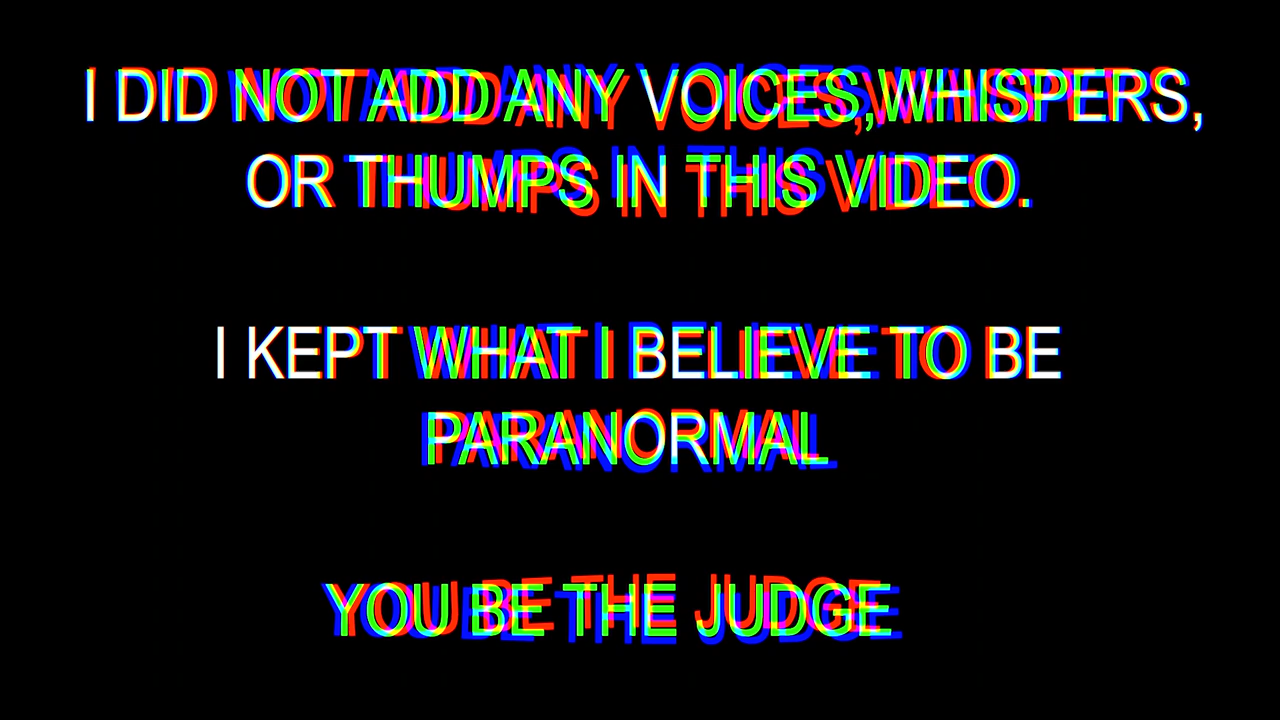 I DID NOT ADD ANY VOICES,WHISPERS,
OR THUMPS IN THIS VIDEO.
I KEPT WHAT I BELIEVE TO BE
PARANORMAL
YOU BE THE JUDGE